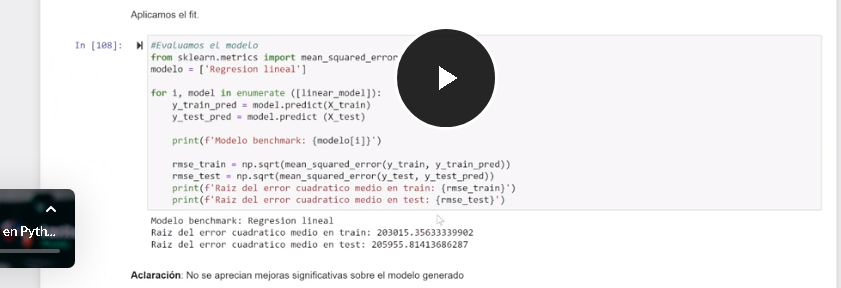 Aplicamos el fit.
In [108]:
#Evaluamos el modelo
from sklearn.metrics import mean_squared_error
modelo = ['Regresion lineal']
for i, model in enumerate ([linear_model]):
    y_train_pred = model.predict(X_train)
    y_test_pred = model.predict (X_test)
    print(f'Modelo benchmark: {modelo[i]}')
    rmse_train = np.sqrt(mean_squared_error(y_train, y_train_pred))
    rmse_test = np.sqrt(mean_squared_error(y_test, y_test_pred))
    print(f'Raiz del error cuadratico medio en train: {rmse_train}')
    print(f'Raiz del error cuadratico medio en test: {rmse_test}')
en Pyth...
Modelo benchmark: Regresion lineal
Raiz del error cuadratico medio en train: 203015.35633339902
Raiz del error cuadratico medio en test: 205955.81413686287
Aclaración: No se aprecian mejoras significativas sobre el modelo generado